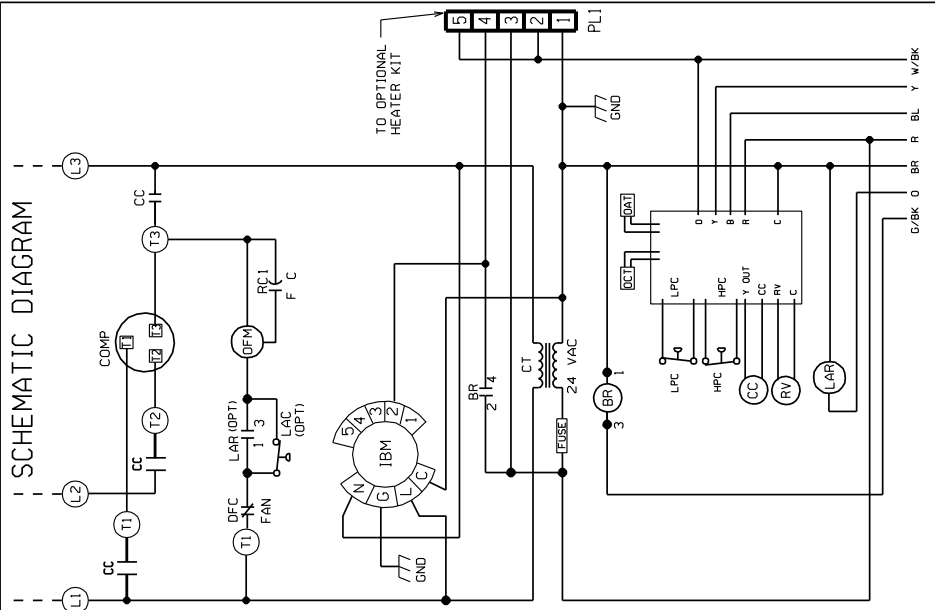 SCHEMATIC DIAGRAM
L1
L2
L3
CC
T1
CC
T2
CC
T3
COMP
T1
T2
T3
T1
DFC
FAN
LAR (OPT)
1 3
LAC
(OPT)
OFM
RC1
F C
IBM
5
4
3
2
1
N
G
L
C
GND
BR
2 4
CT
24 VAC
FUSE
TO OPTIONAL
HEATER KIT
5
4
3
2
1
PL1
GND
BR
1
3
OCT
OAT
LPC
HPC
Y OUT
CC
RV
C
O
Y
B
R
C
LPC
HPC
CC
RV
LAR
W/BK
Y
BL
R
BR
O
G/BK